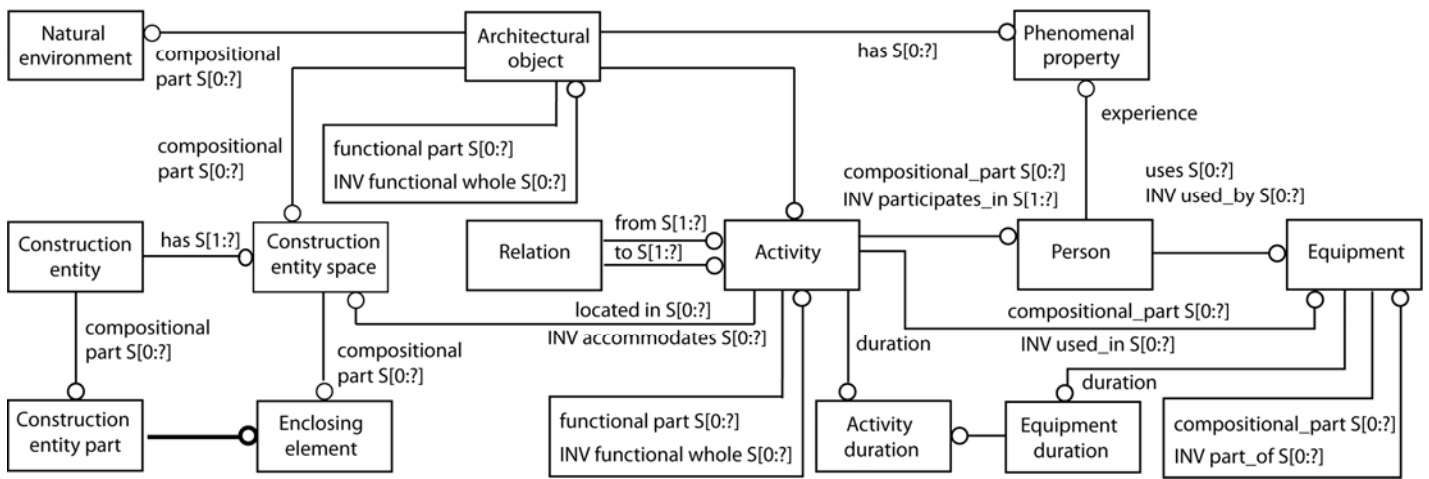 Natural
environment
compositional
part S[0:?]
Architectural
object
has S[0:?]
Phenomenal
property
experience
compositional
part S[0:?]
functional part S[0:?]
INV functional whole S[0:?]
compositional_part S[0:?]
INV participates_in S[1:?]
uses S[0:?]
INV used_by S[0:?]
Construction
entity
has S[1:?]
Construction
entity space
Relation
from S[1:?]
to S[1:?]
Activity
Person
Equipment
located in S[0:?]
INV accommodates S[0:?]
compositional_part S[0:?]
INV used_in S[0:?]
compositional
part S[0:?]
compositional
part S[0:?]
duration
duration
Construction
entity part
Enclosing
element
functional part S[0:?]
INV functional whole S[0:?]
Activity
duration
Equipment
duration
compositional_part S[0:?]
INV part_of S[0:?]